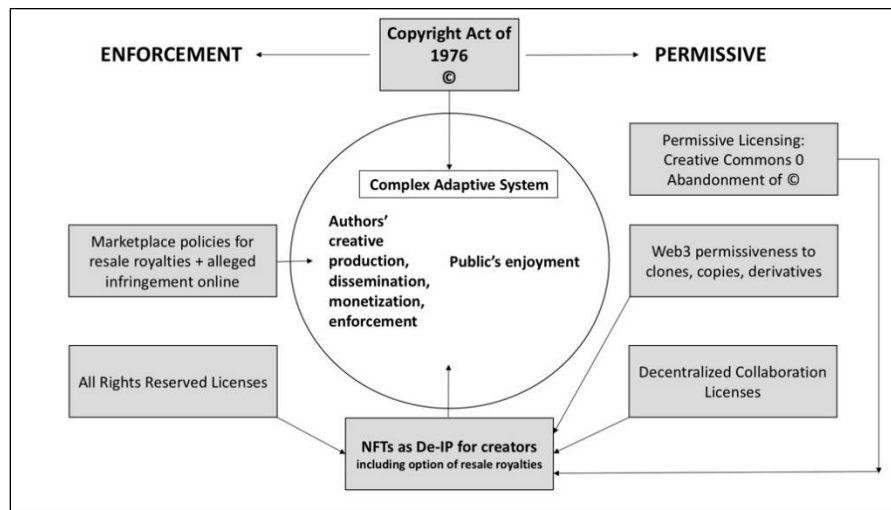 ENFORCEMENT
Copyright Act of
1976
©
PERMISSIVE
Permissive Licensing:
Creative Commons 0
Abandonment of ©
Complex Adaptive System
Authors’
creative
production,
dissemination,
monetization,
enforcement
Public’s enjoyment
Marketplace policies for
resale royalties + alleged
infringement online
Web3 permissiveness to
clones, copies, derivatives
All Rights Reserved Licenses
Decentralized Collaboration
Licenses
NFTs as De-IP for creators
including option of resale royalties